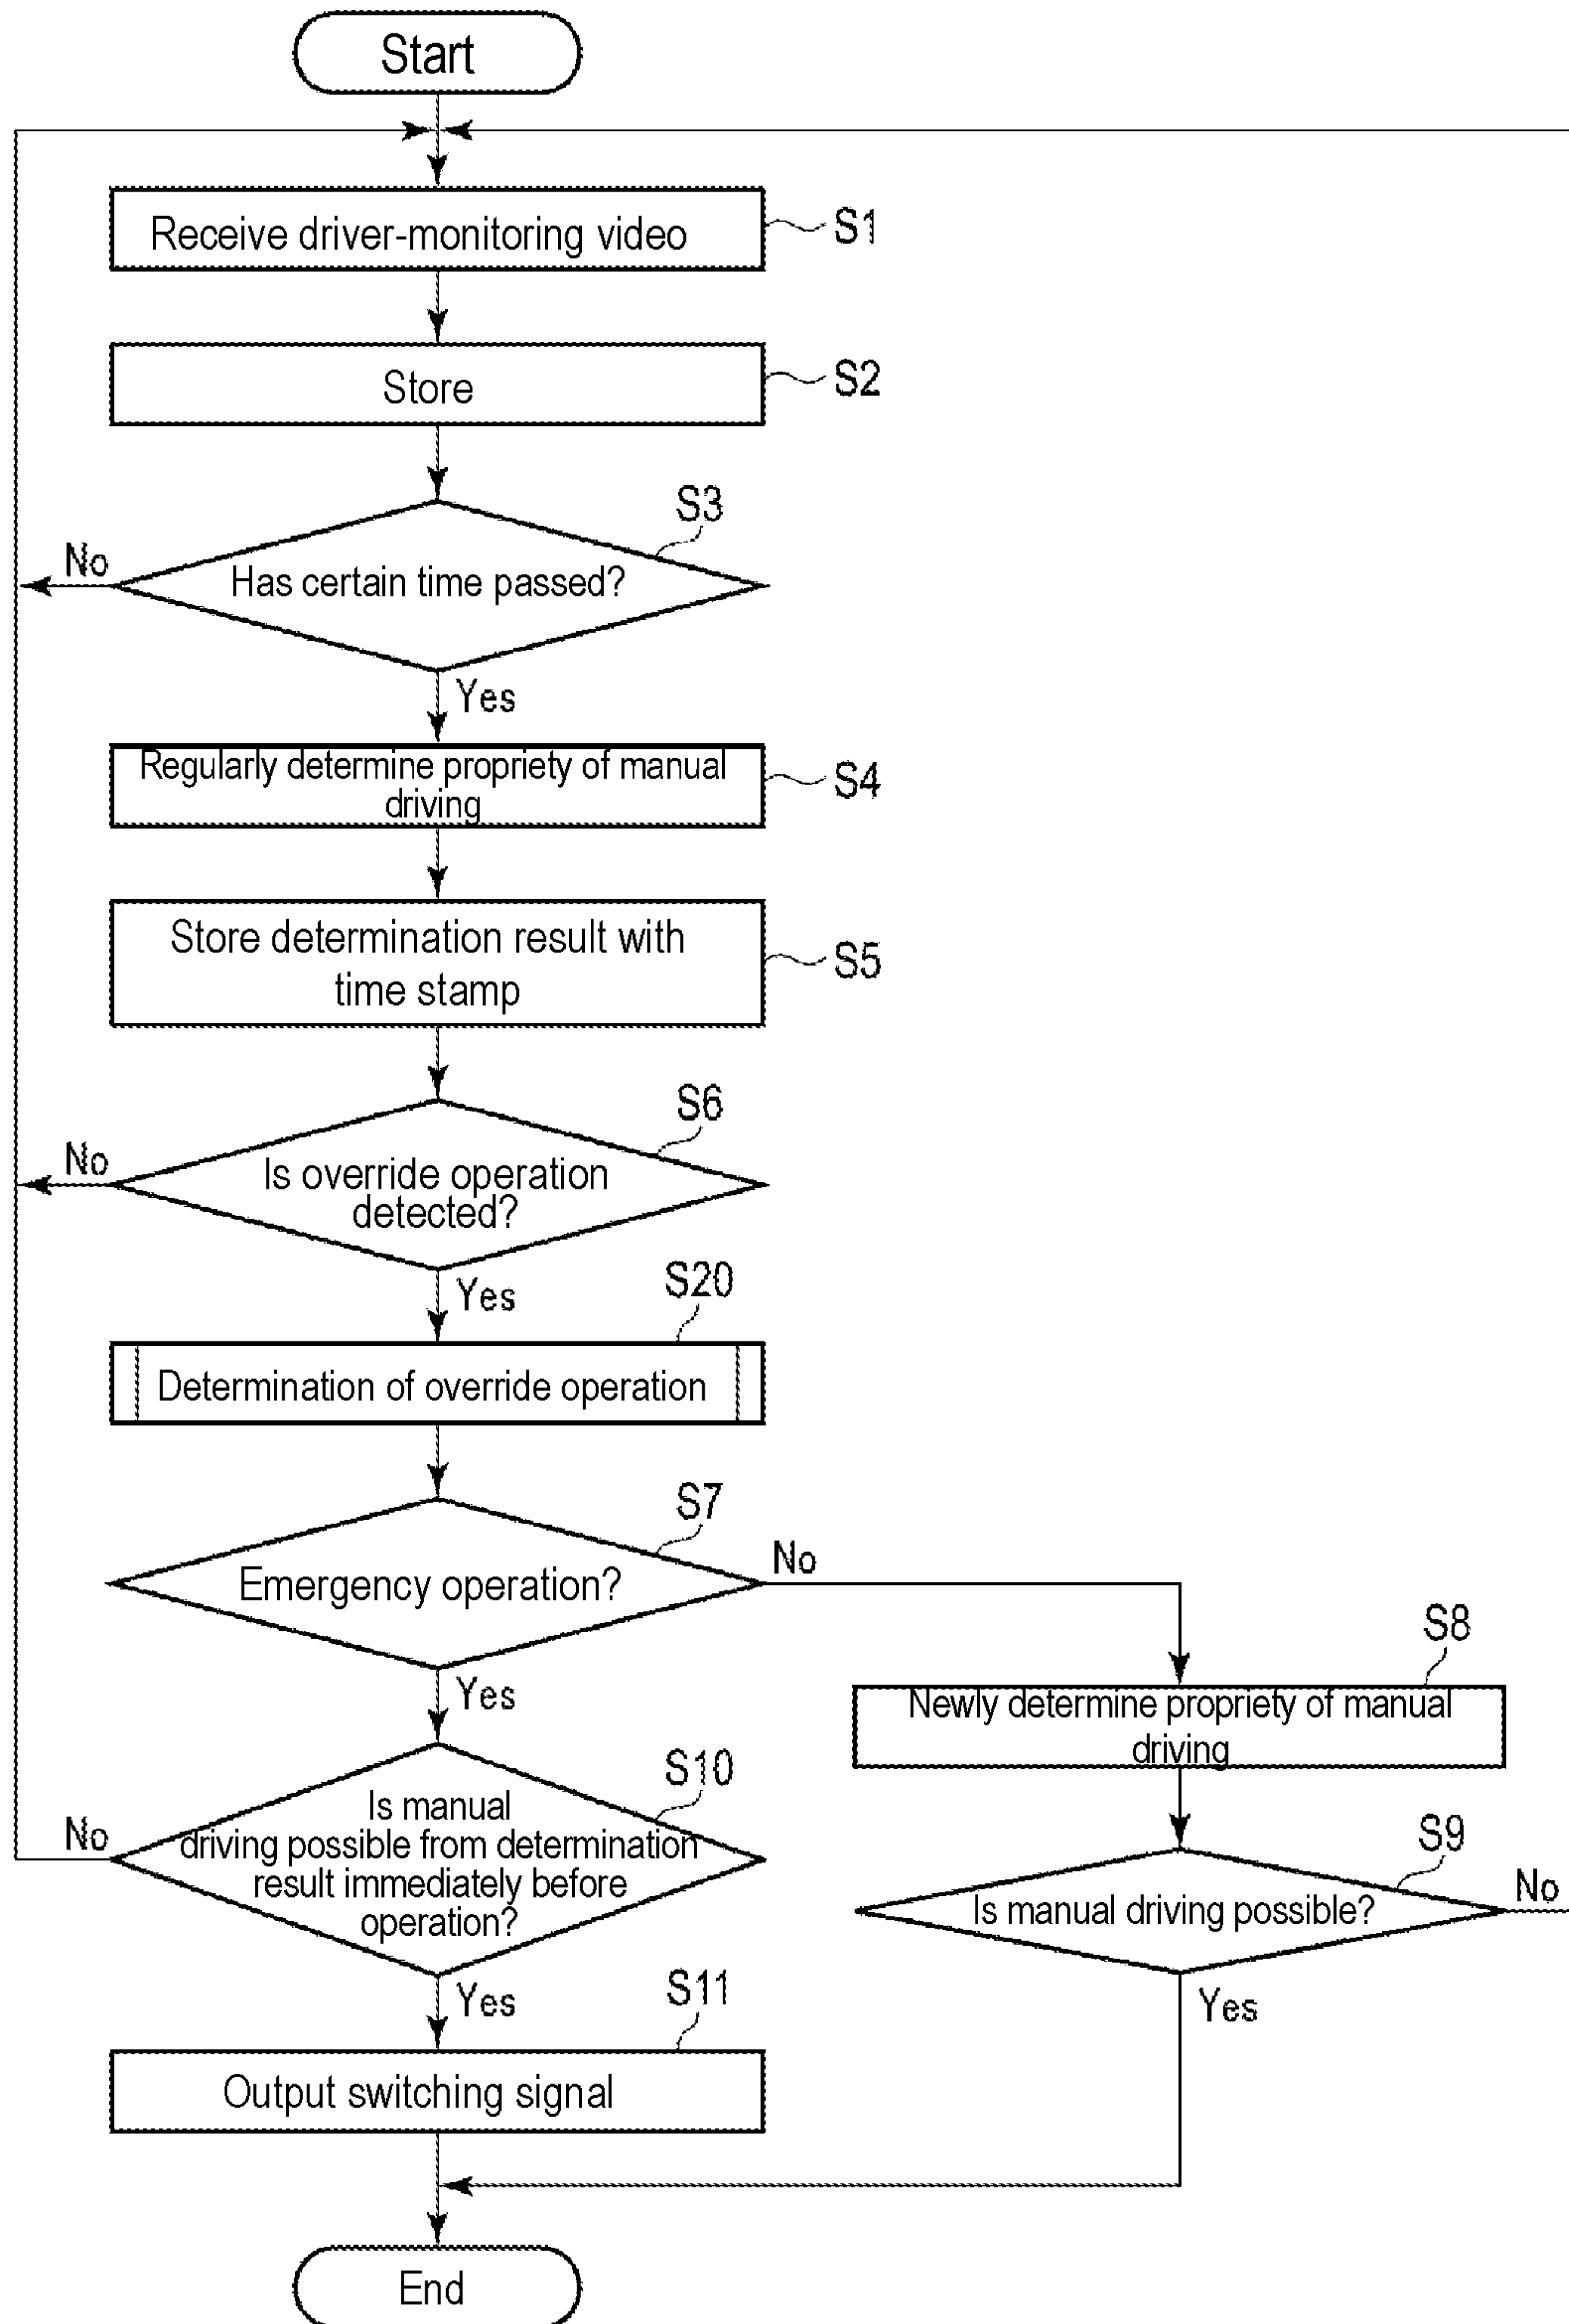 Start
Receive driver-monitoring video
S1
Store
S2
S3
No
Has certain time passed?
Yes
Regularly determine propriety of manual
driving
S4
Store determination result with
time stamp
S5
S6
No
Is override operation
detected?
Yes
S20
Determination of override operation
S7
No
Emergency operation?
Yes
S8
Newly determine propriety of manual
driving
S10
No
Is manual
driving possible from determination
result immediately before
operation?
S9
No
Is manual driving possible?
Yes
Yes
S11
Output switching signal
End